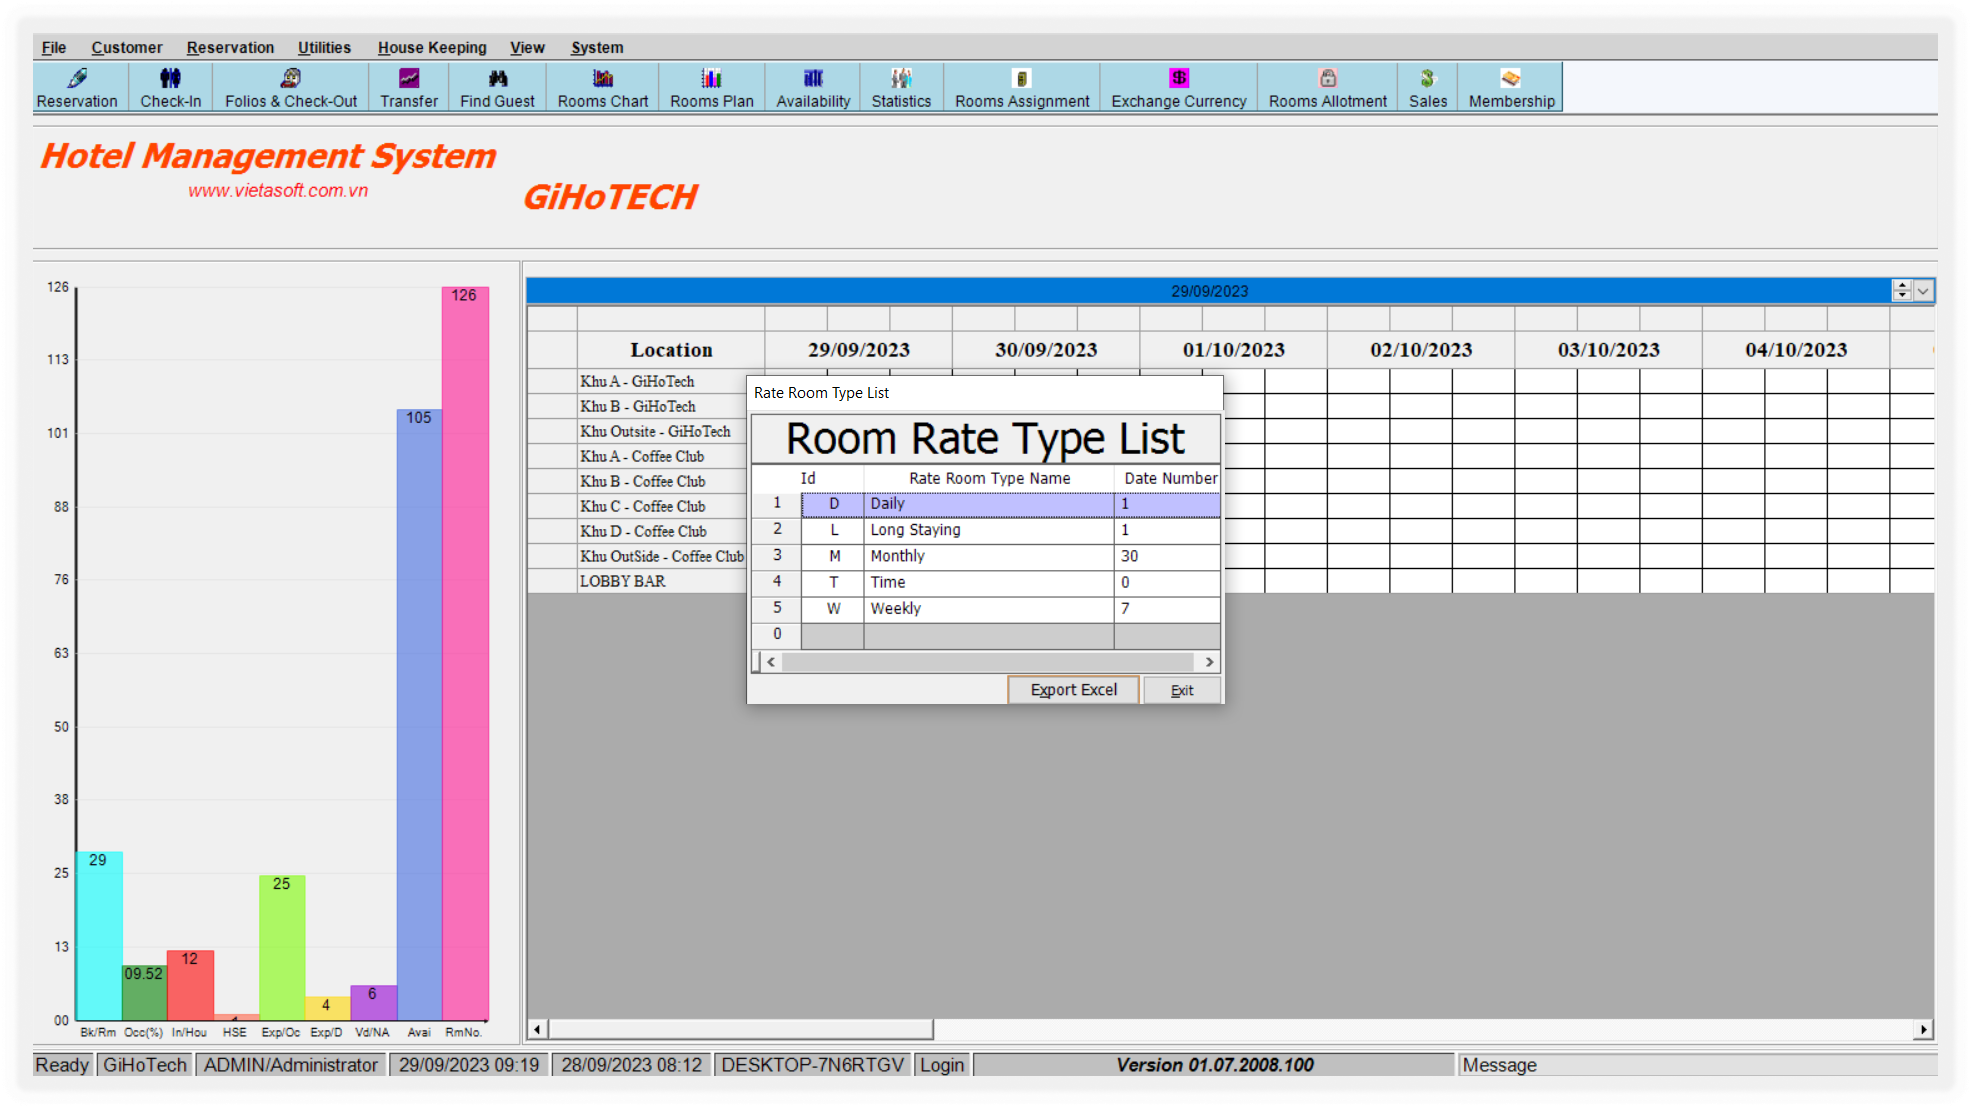 File Customer Reservation Utilities House Keeping View System
Reservation Check-In Folios & Check-Out Transfer Find Guest Rooms Chart Rooms Plan Availability Statistics Rooms Assignment Exchange Currency Rooms Allotment Sales Membership
Hotel Management System
www.vietasoft.com.vn
GiHoTECH
126
113
101
88
76
63
50
38
25
13
00
29
09.52
12
25
4
6
105
126
Bk/Rm Occ(%) In/Hou HSE Exp/Oc Exp/D Vd/NA Avai RmNo.
29/09/2023
Location 29/09/2023 30/09/2023 01/10/2023 02/10/2023 03/10/2023 04/10/2023
Khu A - GiHoTech
Khu B - GiHoTech
Khu Outsite - GiHoTech
Khu A - Coffee Club
Khu B - Coffee Club
Khu C - Coffee Club
Khu D - Coffee Club
Khu OutSide - Coffee Club
LOBBY BAR
Rate Room Type List
Room Rate Type List
Id Rate Room Type Name Date Number
1 D Daily 1
2 L Long Staying 1
3 M Monthly 30
4 T Time 0
5 W Weekly 7
0
Export Excel Exit
Ready GiHoTech ADMIN/Administrator 29/09/2023 09:19 28/09/2023 08:12 DESKTOP-7N6RTGV Login Version 01.07.2008.100 Message